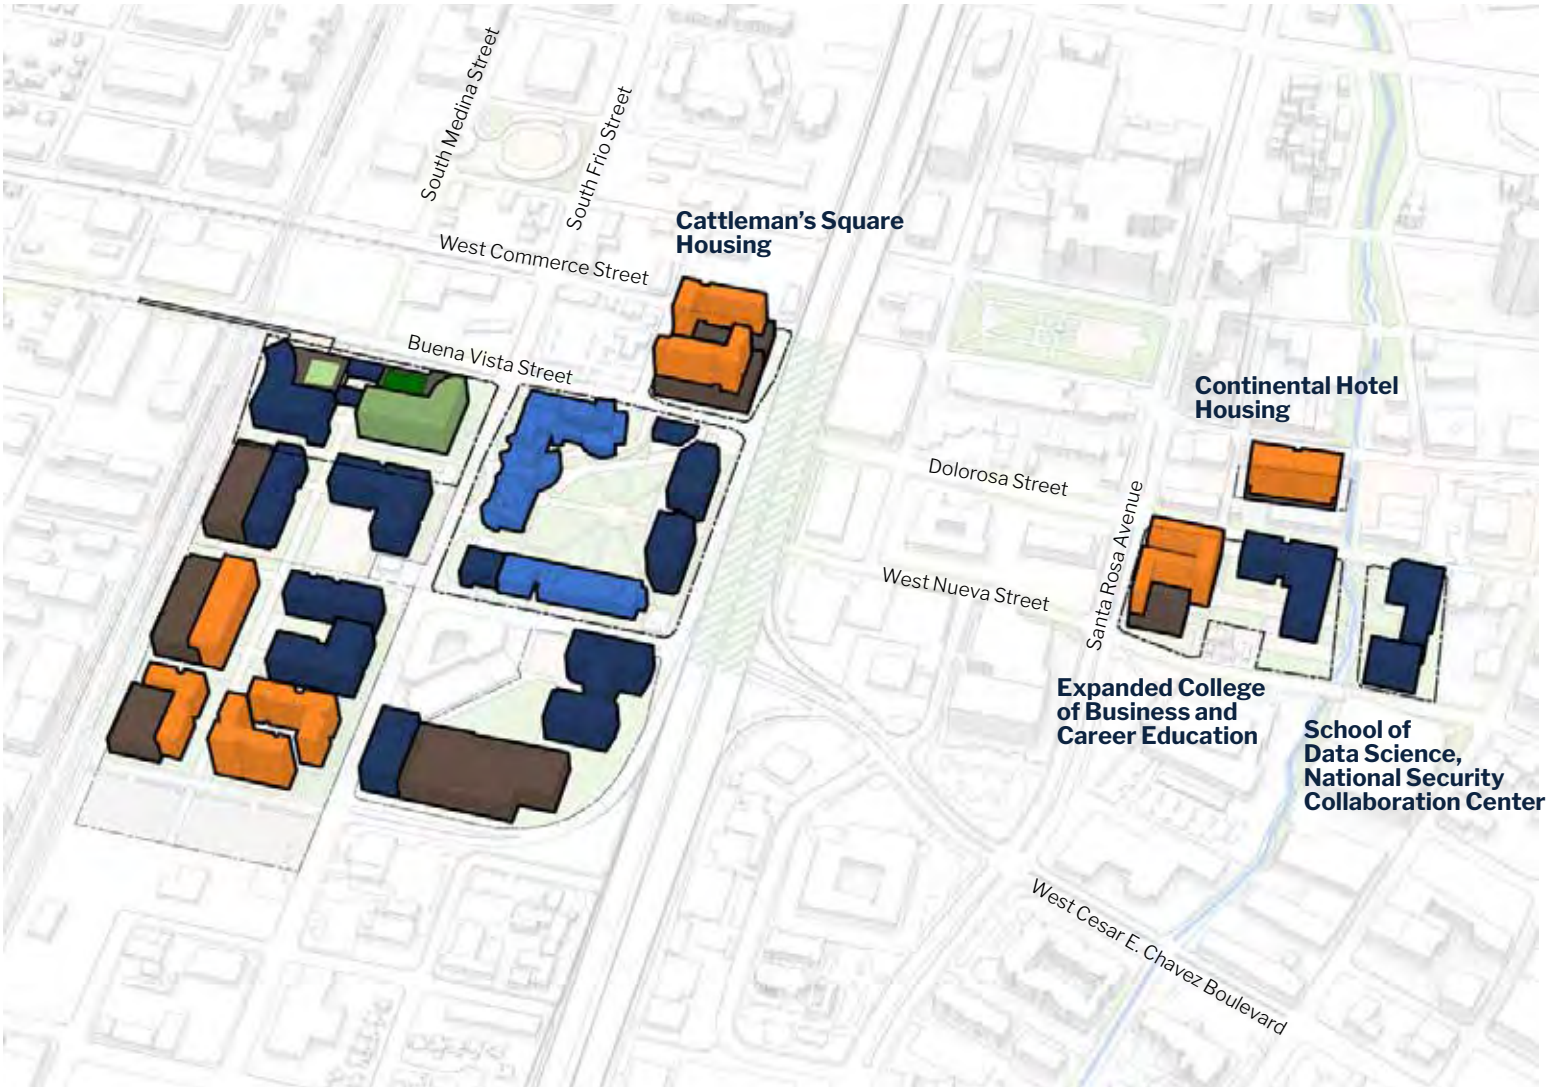 South Medina Street
South Frio Street
Cattleman’s Square
Housing
West Commerce Street
Buena Vista Street
Continental Hotel
Housing
Dolorosa Street
Santa Rosa Avenue
West Nueva Street
Expanded College
of Business and
Career Education
School of
Data Science,
National Security
Collaboration Center
West Cesar E. Chavez Boulevard